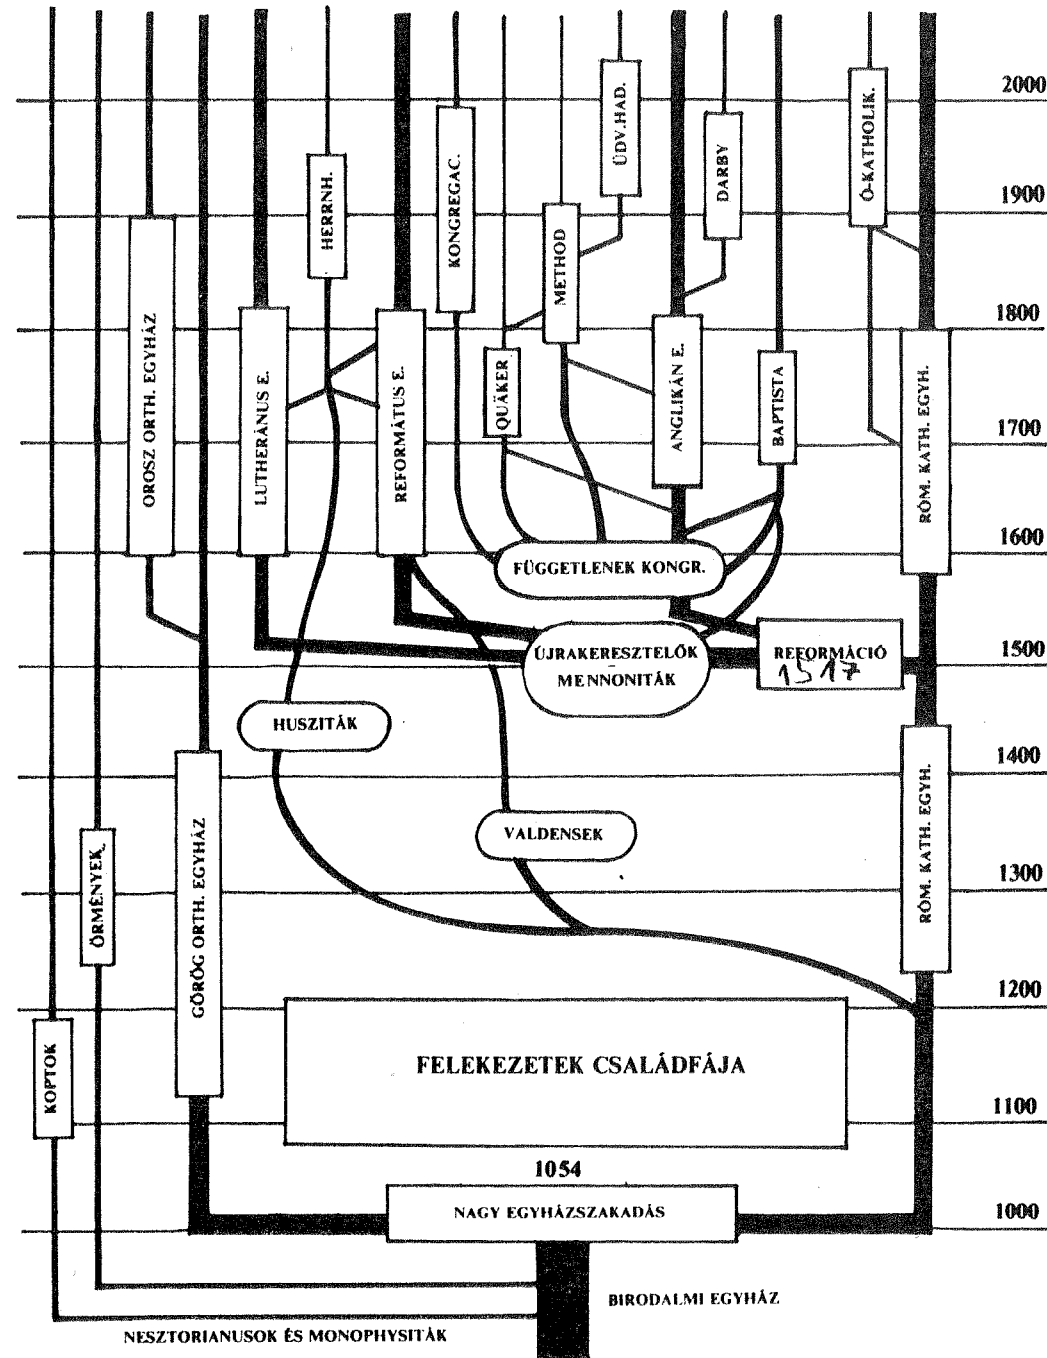 2000
ÜDV.HAD.
Ó-KATHOLIK.
DARBY
KONGREGAC.
HERRNH.
1900
METHOD
OROSZ ORTH. EGYHÁZ
LUTHERÁNUS E.
REFORMÁTUS E.
QUÄKER
ANGLIKÁN E.
BAPTISTA
RÓM. KATH. EGYH.
1800
1700
1600
FÜGGETLENEK KONGR.
ÚJRAKERESZTELŐK
MENNONITÁK
REFORMÁCIÓ
1517
1500
HUSZITÁK
1400
VALDENSEK
1300
ÖRMÉNYEK
GÖRÖG ORTH. EGYHÁZ
RÓM. KATH. EGYH.
1200
KOPTOK
FELEKEZETEK CSALÁDFÁJA
1100
1054
NAGY EGYHÁZSZAKADÁS
1000
BIRODALMI EGYHÁZ
NESZTORIANUSOK ÉS MONOPHYSITÁK